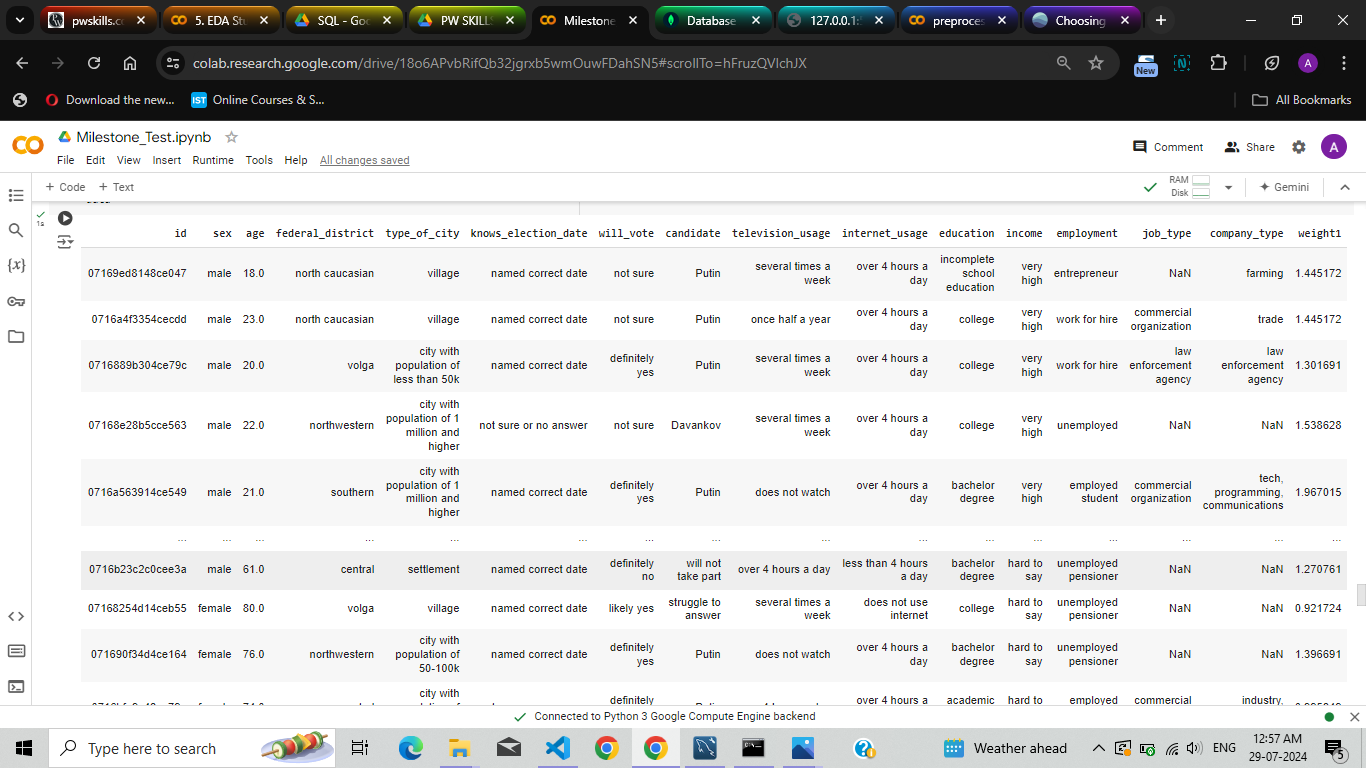 pwskills.c
5. EDA Stu
SQL - Goo
PW SKILL
Milestone
Database
127.0.0.1:
preproces
Choosing
colab.research.google.com/drive/18o6APvbRifQb32jgrxb5wmOuwFDahSN5#scrollTo=hFruzQVlchJX
New
A
Download the new...
IST
Online Courses & S...
All Bookmarks
CO
Milestone_Test.ipynb
Comment
Share
A
File Edit View Insert Runtime Tools Help All changes saved
+ Code + Text
RAM
Disk
Gemini
1s
{x}
id sex age federal_district type_of_city knows_election_date will_vote candidate television_usage internet_usage education income employment job_type company_type weight1
07169ed8148ce047 male 18.0 north caucasian village named correct date not sure Putin several times a week over 4 hours a day incomplete school education very high entrepreneur NaN farming 1.445172
0716a4f3354cecdd male 23.0 north caucasian village named correct date not sure Putin once half a year over 4 hours a day college very high work for hire commercial organization trade 1.445172
0716889b304ce79c male 20.0 volga city with population of less than 50k named correct date definitely yes Putin several times a week over 4 hours a day college very high work for hire law enforcement agency law enforcement agency 1.301691
07168e28b5cce563 male 22.0 northwestern city with population of 1 million and higher not sure or no answer not sure Davankov several times a week over 4 hours a day college very high unemployed NaN NaN 1.538628
0716a563914ce549 male 21.0 southern city with population of 1 million and higher named correct date definitely yes Putin does not watch over 4 hours a day bachelor degree very high employed student commercial organization tech, programming, communications 1.967015
... ... ... ... ... ... ... ... ... ... ... ... ... ... ... ...
0716b23c2c0cee3a male 61.0 central settlement named correct date definitely no will not take part over 4 hours a day less than 4 hours a day bachelor degree hard to say unemployed pensioner NaN NaN 1.270761
07168254d14ceb55 female 80.0 volga village named correct date likely yes struggle to answer several times a week does not use internet college hard to say unemployed pensioner NaN NaN 0.921724
071690f34d4ce164 female 76.0 northwestern city with population of 50-100k named correct date definitely yes Putin does not watch over 4 hours a day bachelor degree hard to say unemployed pensioner NaN NaN 1.396691
city with definitely over 4 hours a academic hard to employed commercial industry,
Connected to Python 3 Google Compute Engine backend
Type here to search
Weather ahead
ENG
12:57 AM
29-07-2024
5